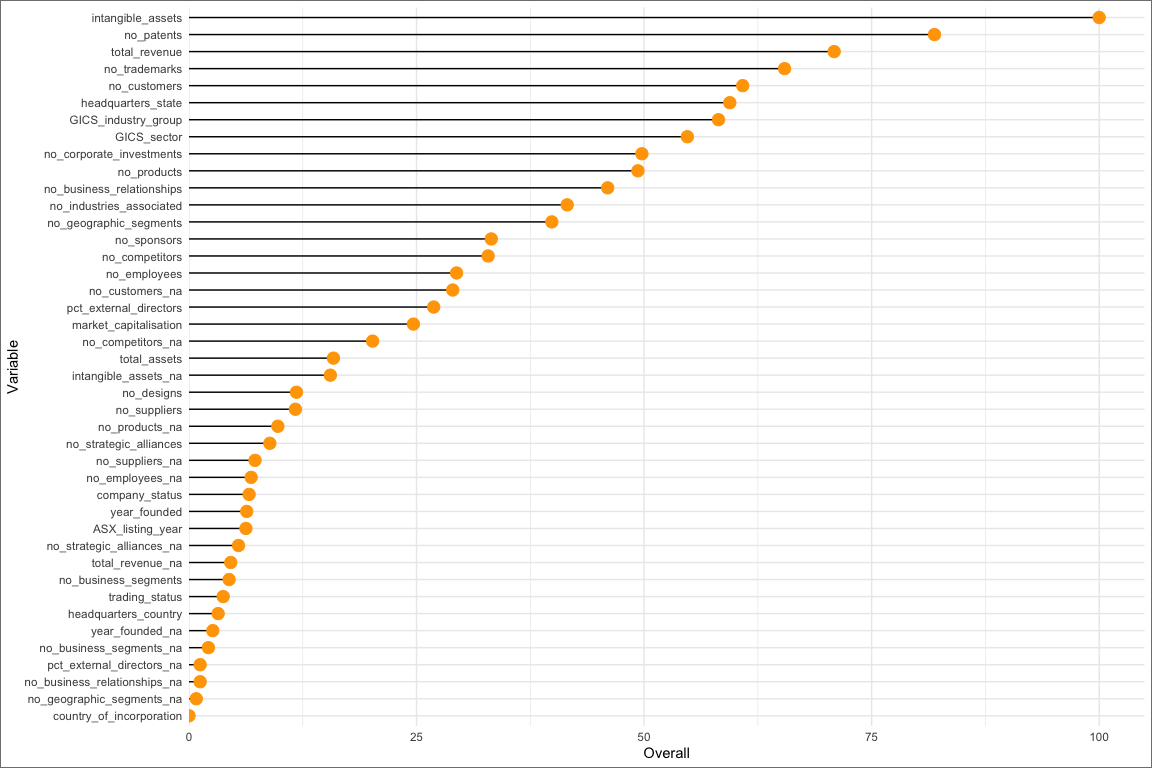 intangible_assets
no_patents
total_revenue
no_trademarks
no_customers
headquarters_state
GICS_industry_group
GICS_sector
no_corporate_investments
no_products
no_business_relationships
no_industries_associated
no_geographic_segments
no_sponsors
no_competitors
no_employees
no_customers_na
pct_external_directors
market_capitalisation
no_competitors_na
total_assets
intangible_assets_na
no_designs
no_suppliers
no_products_na
no_strategic_alliances
no_suppliers_na
no_employees_na
company_status
year_founded
ASX_listing_year
no_strategic_alliances_na
total_revenue_na
no_business_segments
trading_status
headquarters_country
year_founded_na
no_business_segments_na
pct_external_directors_na
no_business_relationships_na
no_geographic_segments_na
country_of_incorporation
Variable
0 25 50 75 100
Overall